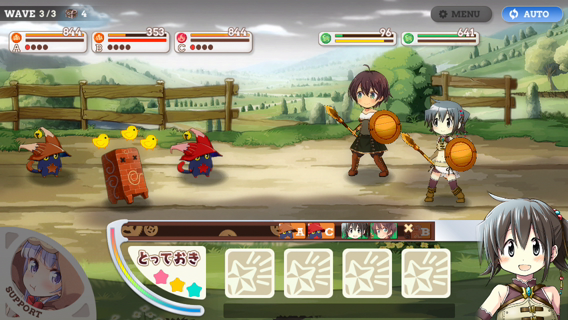 WAVE 3/3 4
MENU
AUTO
844
353
844
96
641
A
B
C
A C × B
とっておき
SUPPORT